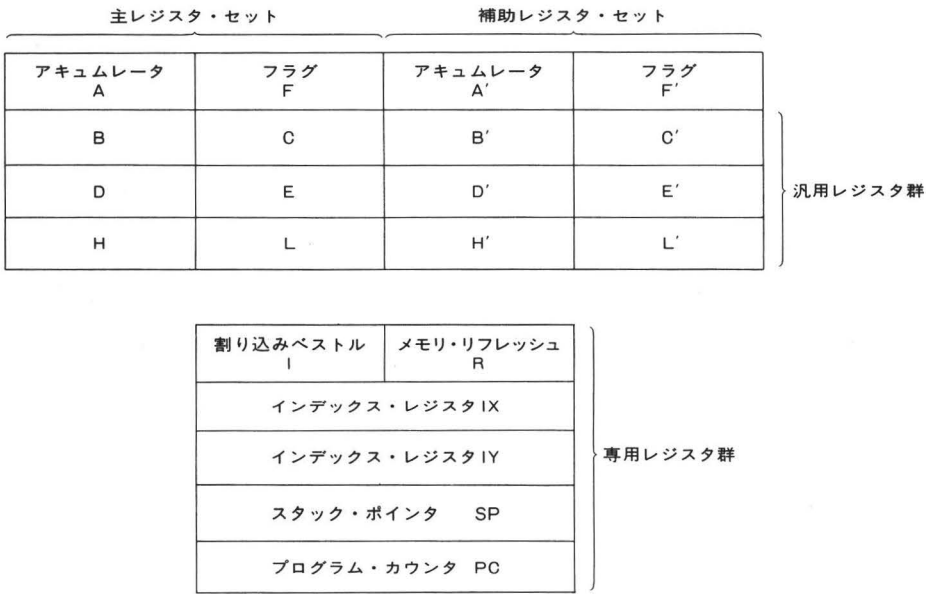 主レジスタ・セット
補助レジスタ・セット
アキュムレータ
A
フラグ
F
アキュムレータ
A′
フラグ
F′
B
C
B′
C′
D
E
D′
E′
H
L
H′
L′
汎用レジスタ群
割り込みベストル
I
メモリ・リフレッシュ
R
インデックス・レジスタIX
インデックス・レジスタIY
スタック・ポインタ SP
プログラム・カウンタ PC
専用レジスタ群